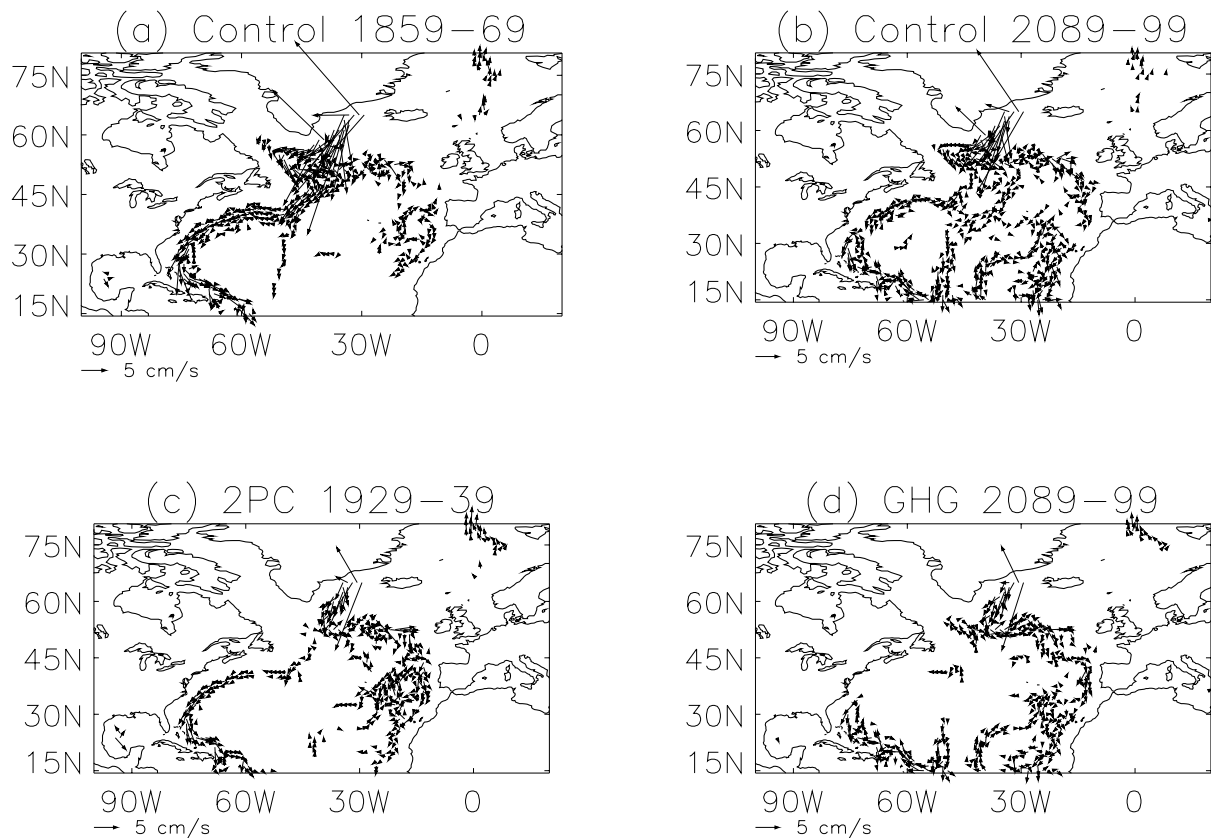 (a) Control 1859−69
75N
60N
45N
30N
15N
90W 60W 30W 0
5 cm/s
(b) Control 2089−99
75N
60N
45N
30N
15N
90W 60W 30W 0
5 cm/s
(c) 2PC 1929−39
75N
60N
45N
30N
15N
90W 60W 30W 0
5 cm/s
(d) GHG 2089−99
75N
60N
45N
30N
15N
90W 60W 30W 0
5 cm/s